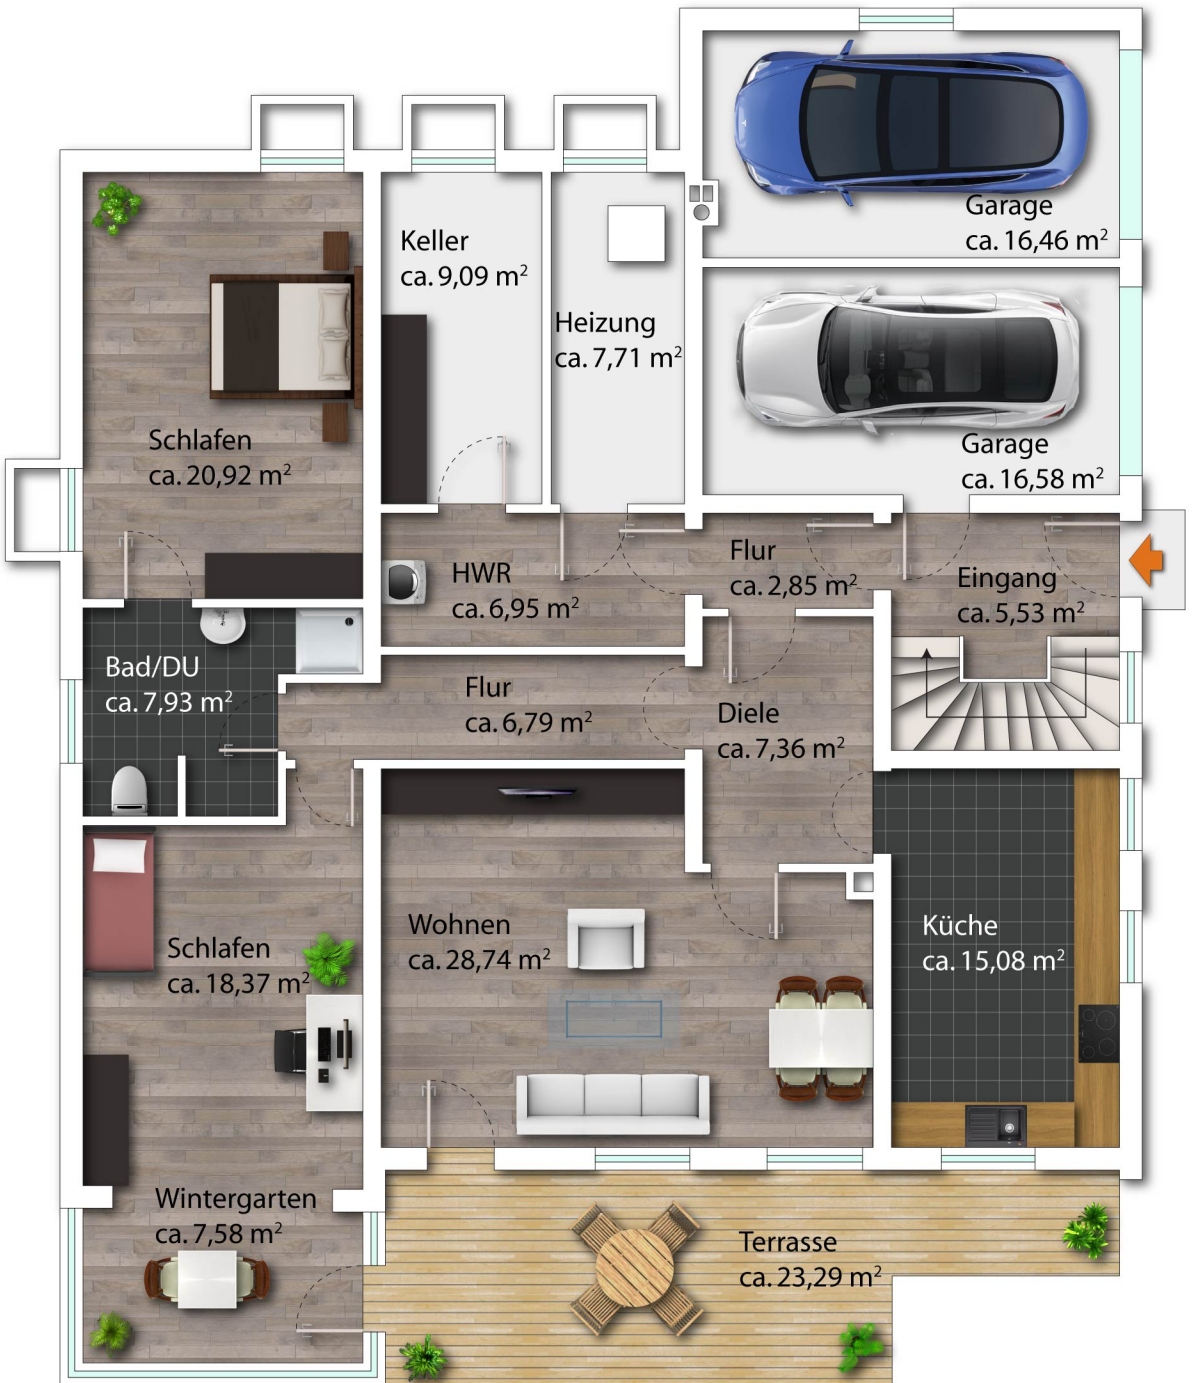 Garage
ca. 16,46 m²
Keller
ca. 9,09 m²
Heizung
ca. 7,71 m²
Schlafen
ca. 20,92 m²
Garage
ca. 16,58 m²
Flur
ca. 2,85 m²
HWR
ca. 6,95 m²
Eingang
ca. 5,53 m²
Bad/DU
ca. 7,93 m²
Flur
ca. 6,79 m²
Diele
ca. 7,36 m²
Wohnen
ca. 28,74 m²
Küche
ca. 15,08 m²
Schlafen
ca. 18,37 m²
Wintergarten
ca. 7,58 m²
Terrasse
ca. 23,29 m²